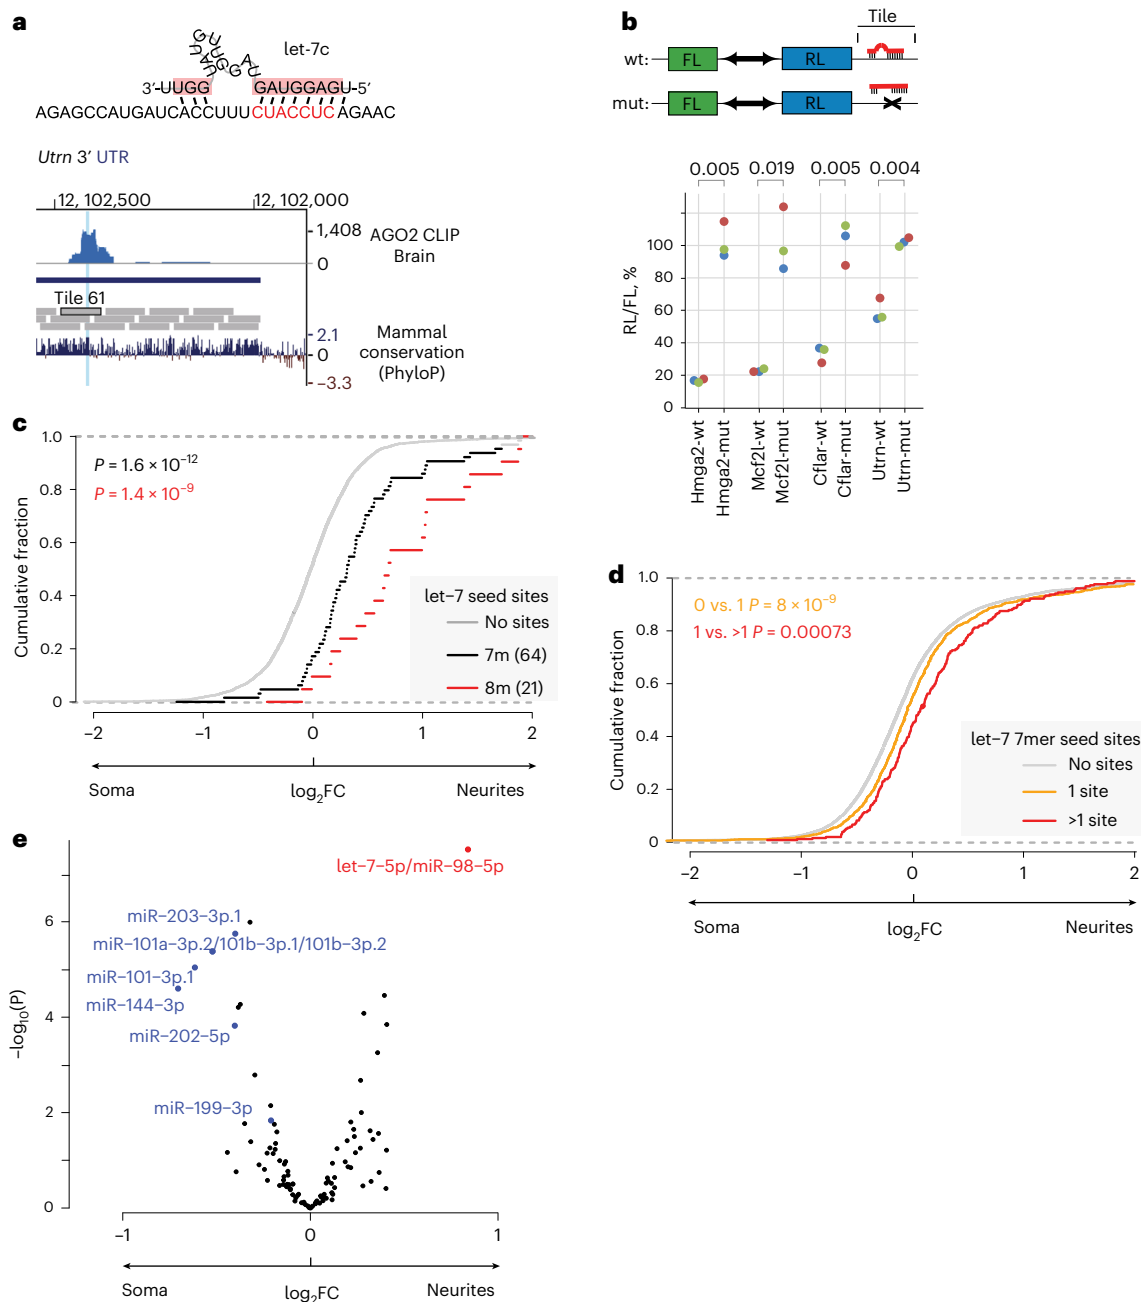 a
let-7c
GUUGGAU
UAU
3′-UUGG
GAUGGAGU-5′
AGAGCCAUGAUCACCUUUCUACCUCAGAAC
Utrn 3′ UTR
12,102,500
12,102,000
1,408
0
AGO2 CLIP
Brain
Tile 61
2.1
0
−3.3
Mammal
conservation
(PhyloP)
b
Tile
wt:
FL
RL
mut:
FL
RL
0.005
0.019
0.005
0.004
RL/FL, %
100
80
60
40
20
0
Hmga2-wt
Hmga2-mut
Mcf2l-wt
Mcf2l-mut
Cflar-wt
Cflar-mut
Utrn-wt
Utrn-mut
c
Cumulative fraction
1.0
0.8
0.6
0.4
0.2
0
P = 1.6 × 10−12
P = 1.4 × 10−9
let−7 seed sites
No sites
7m (64)
8m (21)
−2
−1
0
1
2
Soma
log2FC
Neurites
d
Cumulative fraction
1.0
0.8
0.6
0.4
0.2
0
0 vs. 1 P = 8 × 10−9
1 vs. >1 P = 0.00073
let−7 7mer seed sites
No sites
1 site
>1 site
−2
−1
0
1
2
Soma
log2FC
Neurites
e
−log10(P)
6
4
2
0
let−7−5p/miR−98−5p
miR−203−3p.1
miR−101a−3p.2/101b−3p.1/101b−3p.2
miR−101−3p.1
miR−144−3p
miR−202−5p
miR−199−3p
−1
0
1
Soma
log2FC
Neurites